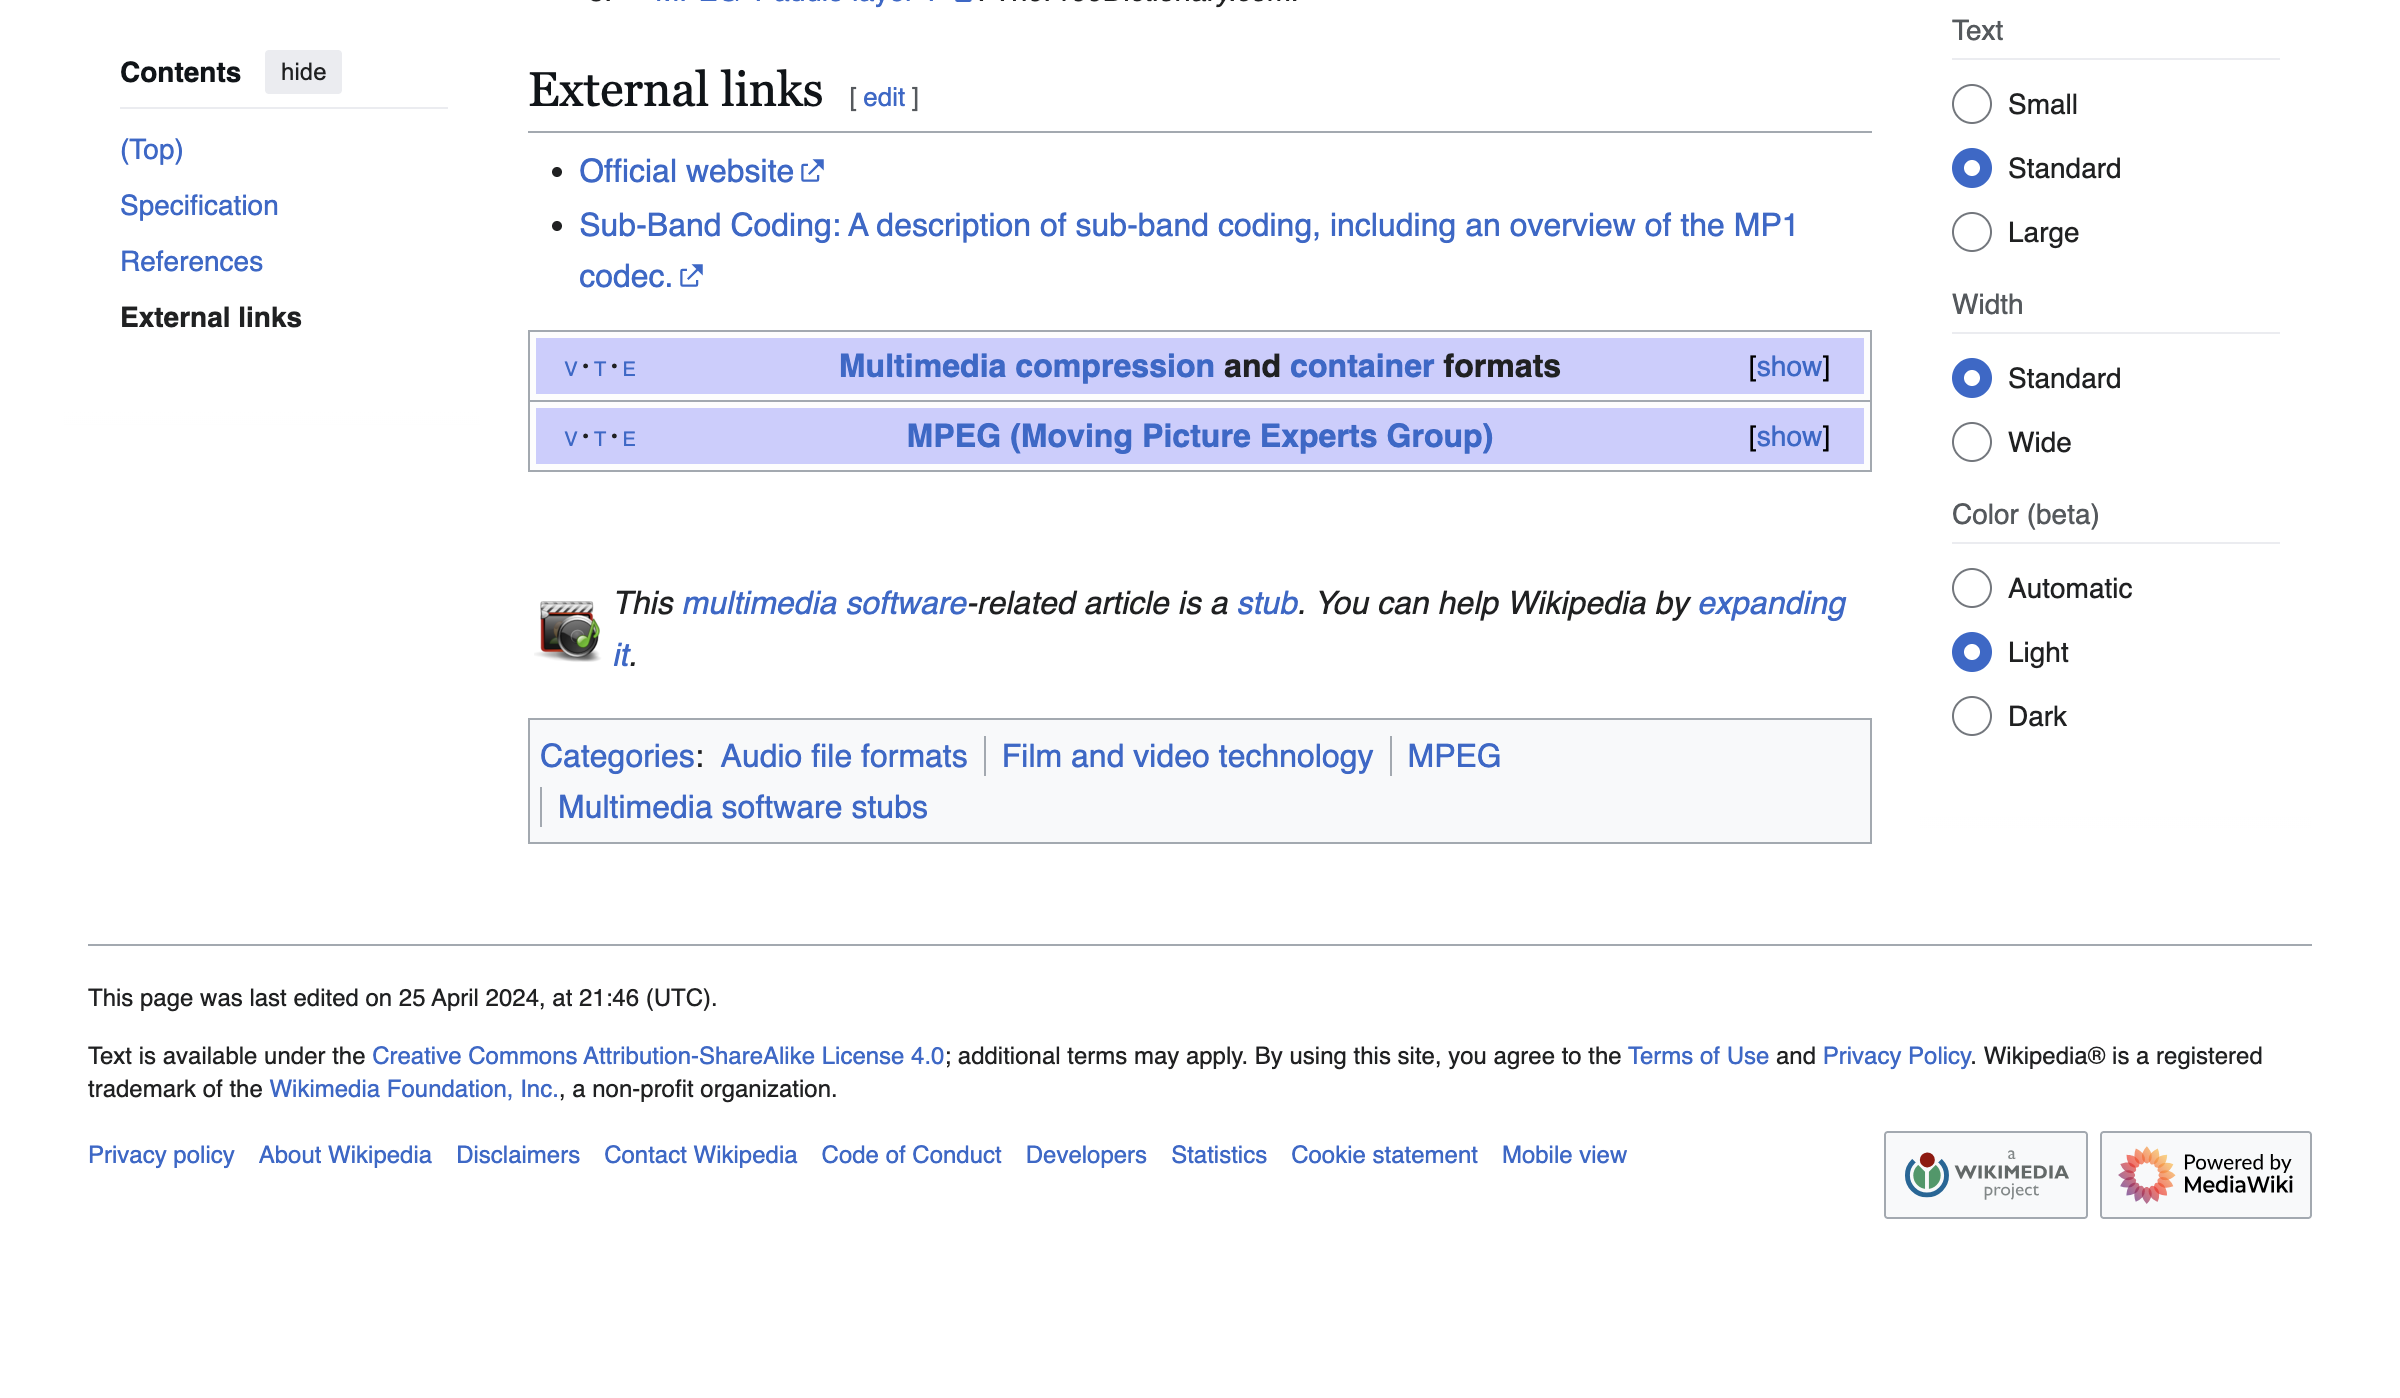 Contents hide
(Top)
Specification
References
External links
External links [ edit ]
• Official website
• Sub-Band Coding: A description of sub-band coding, including an overview of the MP1
codec.
V · T · E Multimedia compression and container formats [show]
V · T · E MPEG (Moving Picture Experts Group) [show]
This multimedia software-related article is a stub. You can help Wikipedia by expanding
it.
Categories: Audio file formats | Film and video technology | MPEG
| Multimedia software stubs
Text
Small
Standard
Large
Width
Standard
Wide
Color (beta)
Automatic
Light
Dark
This page was last edited on 25 April 2024, at 21:46 (UTC).
Text is available under the Creative Commons Attribution-ShareAlike License 4.0; additional terms may apply. By using this site, you agree to the Terms of Use and Privacy Policy. Wikipedia® is a registered
trademark of the Wikimedia Foundation, Inc., a non-profit organization.
Privacy policy About Wikipedia Disclaimers Contact Wikipedia Code of Conduct Developers Statistics Cookie statement Mobile view
a
WIKIMEDIA
project
Powered by
MediaWiki